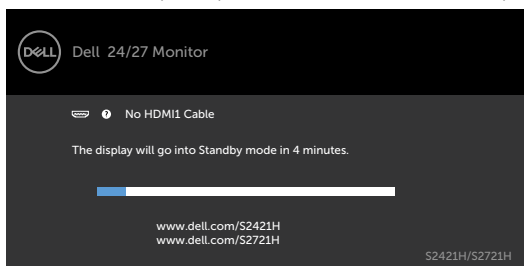 DELL
Dell 24/27 Monitor
? No HDMI1 Cable
The display will go into Standby mode in 4 minutes.
www.dell.com/S2421H
www.dell.com/S2721H
S2421H/S2721H